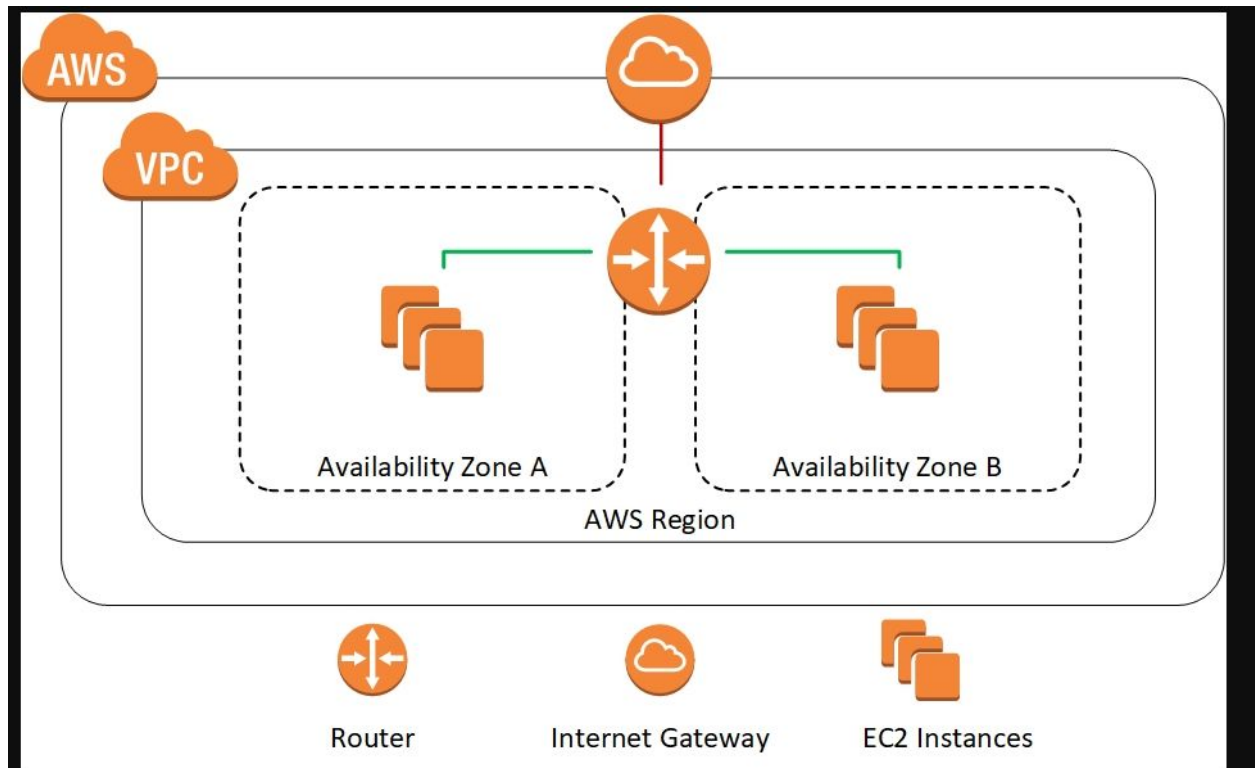 AWS
VPC
Availability Zone A
Availability Zone B
AWS Region
Router
Internet Gateway
EC2 Instances